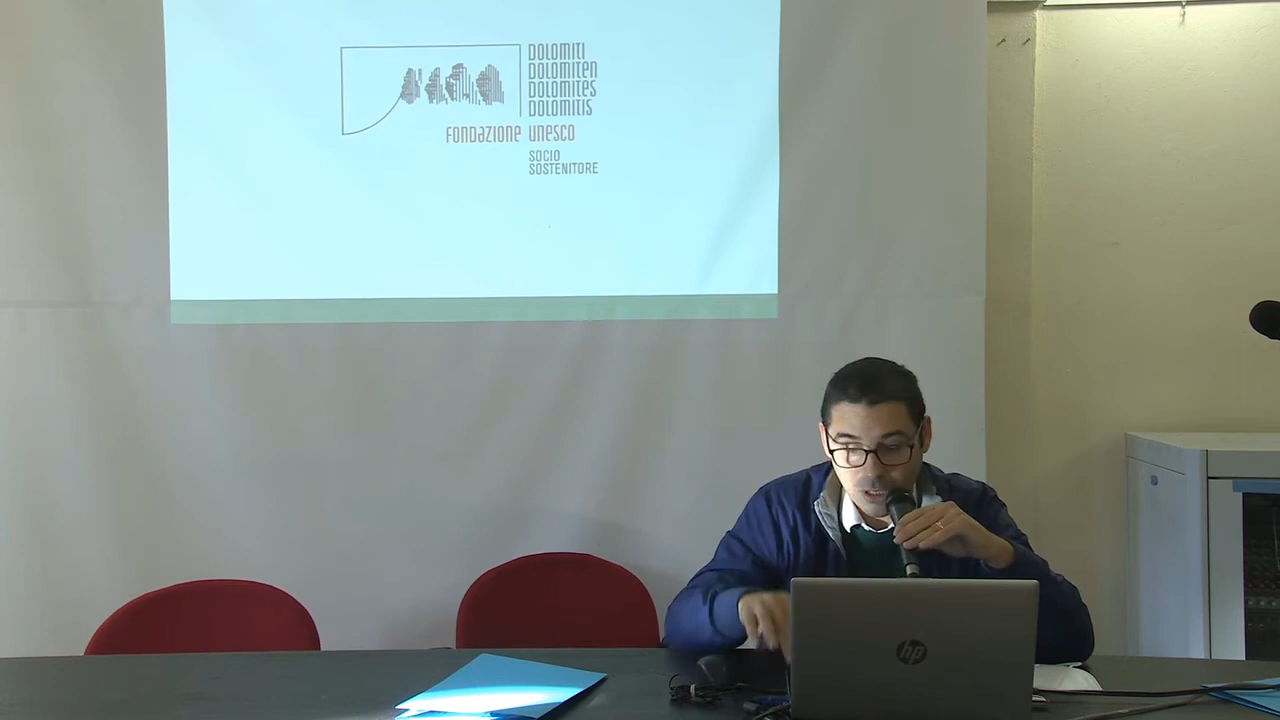 DOLOMITI
DOLOMITEN
DOLOMITES
DOLOMITIS
FONDAZIONE UNESCO
SOCIO
SOSTENITORE
hp